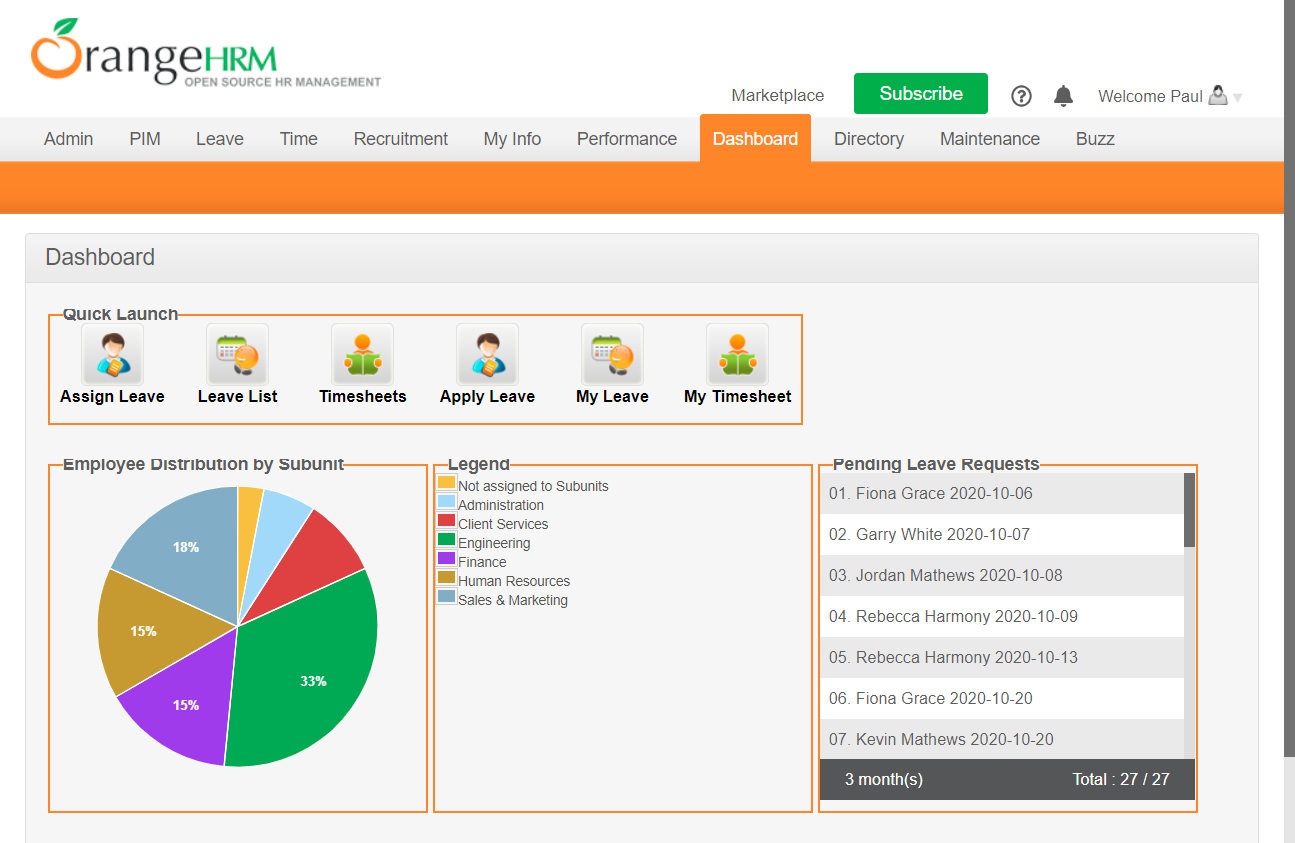 OrangeHRM
OPEN SOURCE HR MANAGEMENT
Marketplace
Subscribe
?
Welcome Paul
Admin PIM Leave Time Recruitment My Info Performance Dashboard Directory Maintenance Buzz
Dashboard
Quick Launch
Assign Leave Leave List Timesheets Apply Leave My Leave My Timesheet
Employee Distribution by Subunit
18%
15%
15%
33%
Legend
Not assigned to Subunits
Administration
Client Services
Engineering
Finance
Human Resources
Sales & Marketing
Pending Leave Requests
01. Fiona Grace 2020-10-06
02. Garry White 2020-10-07
03. Jordan Mathews 2020-10-08
04. Rebecca Harmony 2020-10-09
05. Rebecca Harmony 2020-10-13
06. Fiona Grace 2020-10-20
07. Kevin Mathews 2020-10-20
3 month(s) Total : 27 / 27